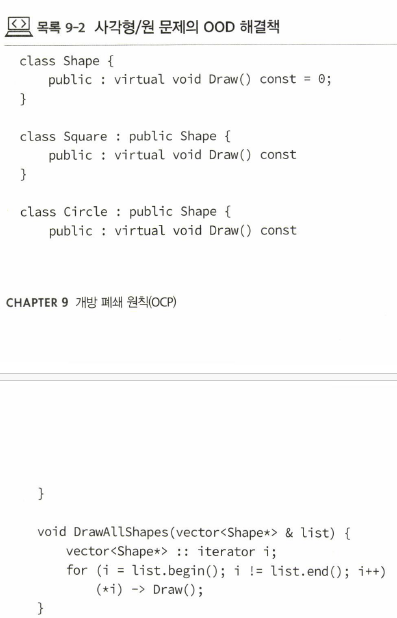 목록 9-2 사각형/원 문제의 OOD 해결책
class Shape {
public : virtual void Draw() const = 0;
}
class Square : public Shape {
public : virtual void Draw() const
}
class Circle : public Shape {
public : virtual void Draw() const
CHAPTER 9 개방 폐쇄 원칙(OCP)
}
void DrawAllShapes(vector<Shape*> & list) {
vector<Shape*> :: iterator i;
for (i = list.begin(); i != list.end(); i++)
(*i) -> Draw();
}